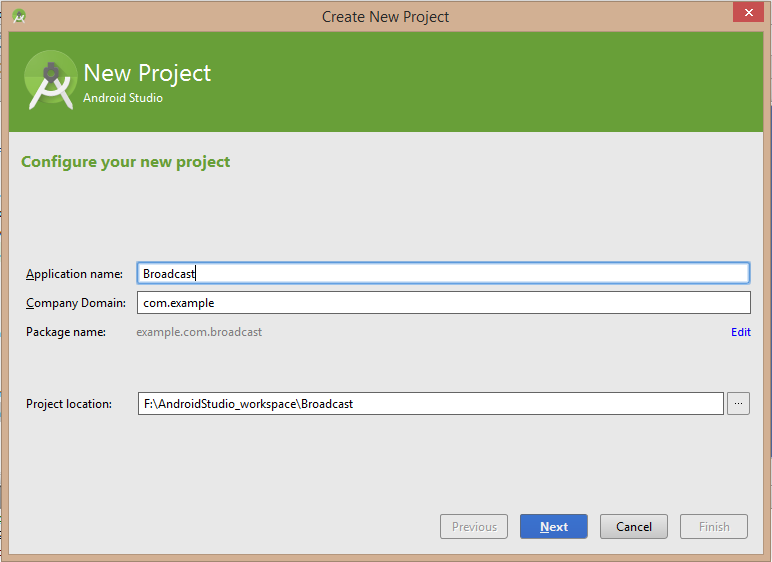 Create New Project
New Project
Android Studio
Configure your new project
Application name: Broadcast
Company Domain: com.example
Package name: example.com.broadcast Edit
Project location: F:\AndroidStudio_workspace\Broadcast ...
Previous Next Cancel Finish